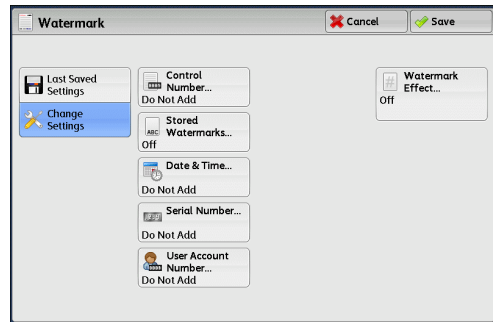 Watermark
Cancel
Save
Last Saved
Settings
Change
Settings
Control
Number...
Do Not Add
ABC
Stored
Watermarks...
Off
Date & Time...
Do Not Add
Serial Number...
Do Not Add
User Account
Number...
Do Not Add
#
Watermark
Effect...
Off